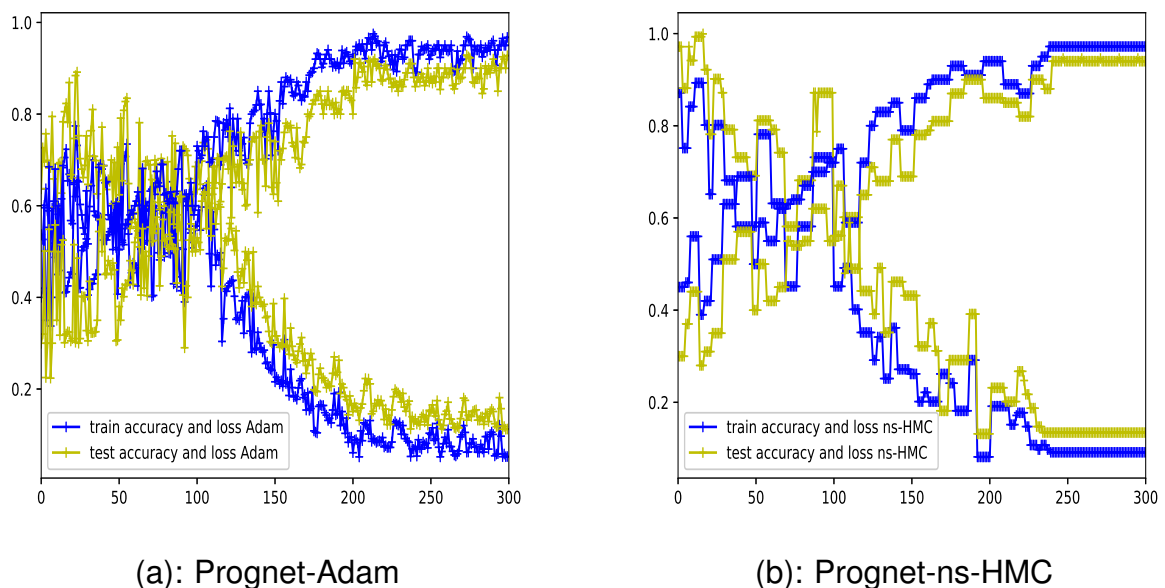 1.0
0.8
0.6
0.4
0.2
train accuracy and loss Adam
test accuracy and loss Adam
0 50 100 150 200 250 300
(a): Prognet-Adam
1.0
0.8
0.6
0.4
0.2
train accuracy and loss ns-HMC
test accuracy and loss ns-HMC
0 50 100 150 200 250 300
(b): Prognet-ns-HMC